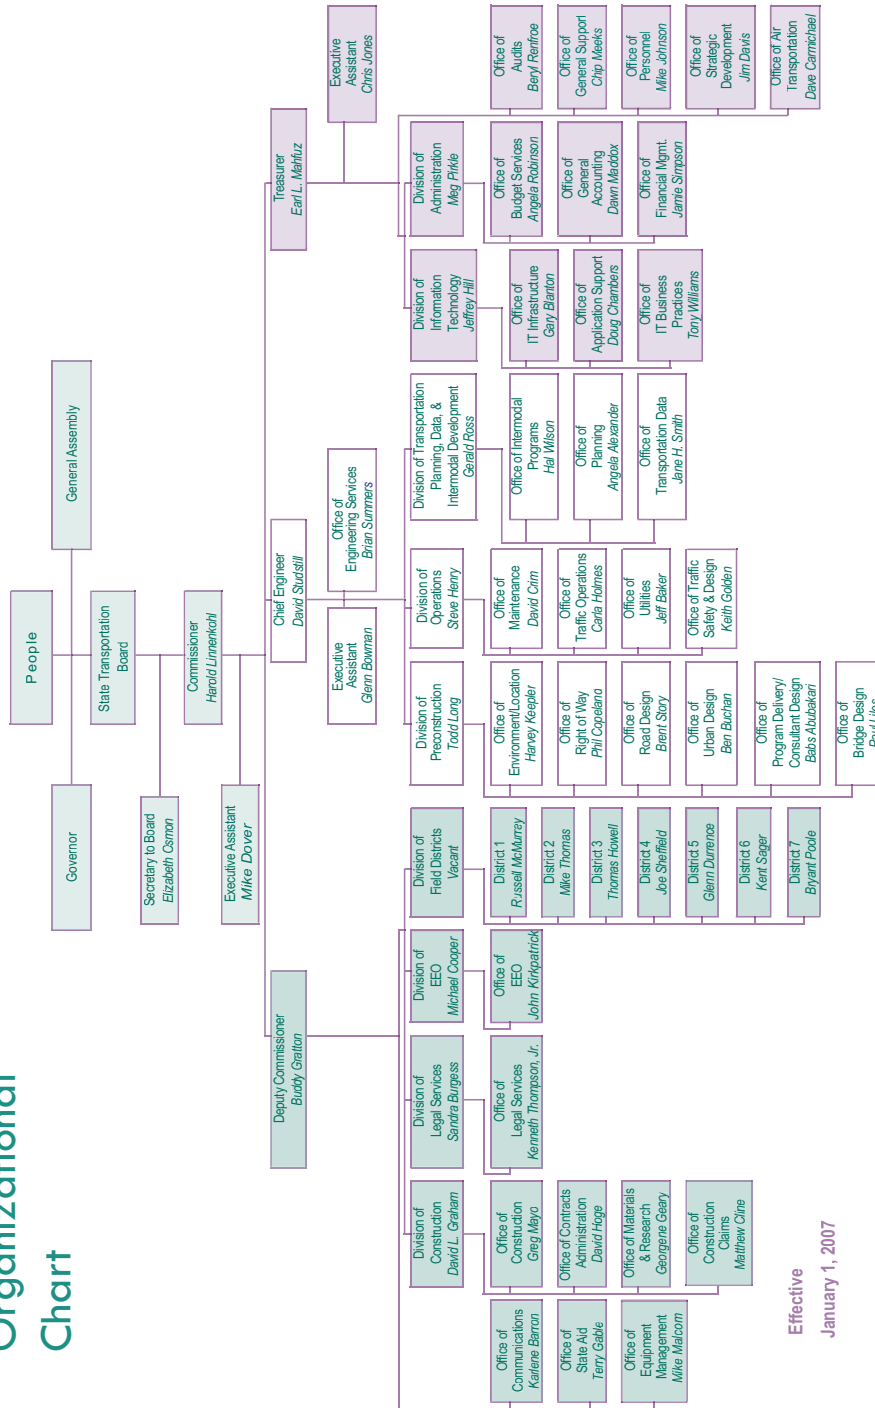 Organizational
Chart
People
Governor
General Assembly
State Transportation
Board
Secretary to Board
Elizabeth Osmon
Commissioner
Harold Linnenkohl
Executive Assistant
Mike Dover
Deputy Commissioner
Buddy Gratton
Chief Engineer
David Studstill
Treasurer
Earl L. Mahfuz
Executive
Assistant
Glenn Bowman
Office of
Engineering Services
Brian Summers
Executive
Assistant
Chris Jones
Division of
Construction
David L. Graham
Division of
Legal Services
Sandra Burgess
Division of
EEO
Michael Cooper
Division of
Field Districts
Vacant
Division of
Preconstruction
Todd Long
Division of
Operations
Steve Henry
Division of Transportation
Planning, Data, &
Intermodal Development
Gerald Ross
Division of
Information
Technology
Jeffrey Hill
Division of
Administration
Meg Pirkle
Office of
Communications
Karlene Barron
Office of
State Aid
Terry Gable
Office of
Equipment
Management
Mike Malcom
Office of
Construction
Greg Mayo
Office of Contracts
Administration
David Hoge
Office of Materials
& Research
Georgene Geary
Office of
Construction
Claims
Matthew Cline
Office of
Legal Services
Kenneth Thompson, Jr.
Office of
EEO
John Kirkpatrick
District 1
Russell McMurray
District 2
Mike Thomas
District 3
Thomas Howell
District 4
Joe Sheffield
District 5
Glenn Durrence
District 6
Kent Sager
District 7
Bryant Poole
Office of
Environment/Location
Harvey Keepler
Office of
Right of Way
Phil Copeland
Office of
Road Design
Brent Story
Office of
Urban Design
Ben Buchan
Office of
Program Delivery/
Consultant Design
Babs Abubakari
Office of
Bridge Design
Office of
Maintenance
David Crim
Office of
Traffic Operations
Carla Holmes
Office of
Utilities
Jeff Baker
Office of Traffic
Safety & Design
Keith Golden
Office of Intermodal
Programs
Hal Wilson
Office of
Planning
Angela Alexander
Office of
Transportation Data
Jane H. Smith
Office of
IT Infrastructure
Gary Blanton
Office of
Application Support
Doug Chambers
Office of
IT Business
Practices
Tony Williams
Office of
Budget Services
Angela Robinson
Office of
General
Accounting
Dawn Maddox
Office of
Financial Mgmt.
Jamie Simpson
Office of
Audits
Beryl Renfroe
Office of
General Support
Chip Meeks
Office of
Personnel
Mike Johnson
Office of
Strategic
Development
Jim Davis
Office of Air
Transportation
Dave Carmichael
Effective
January 1, 2007